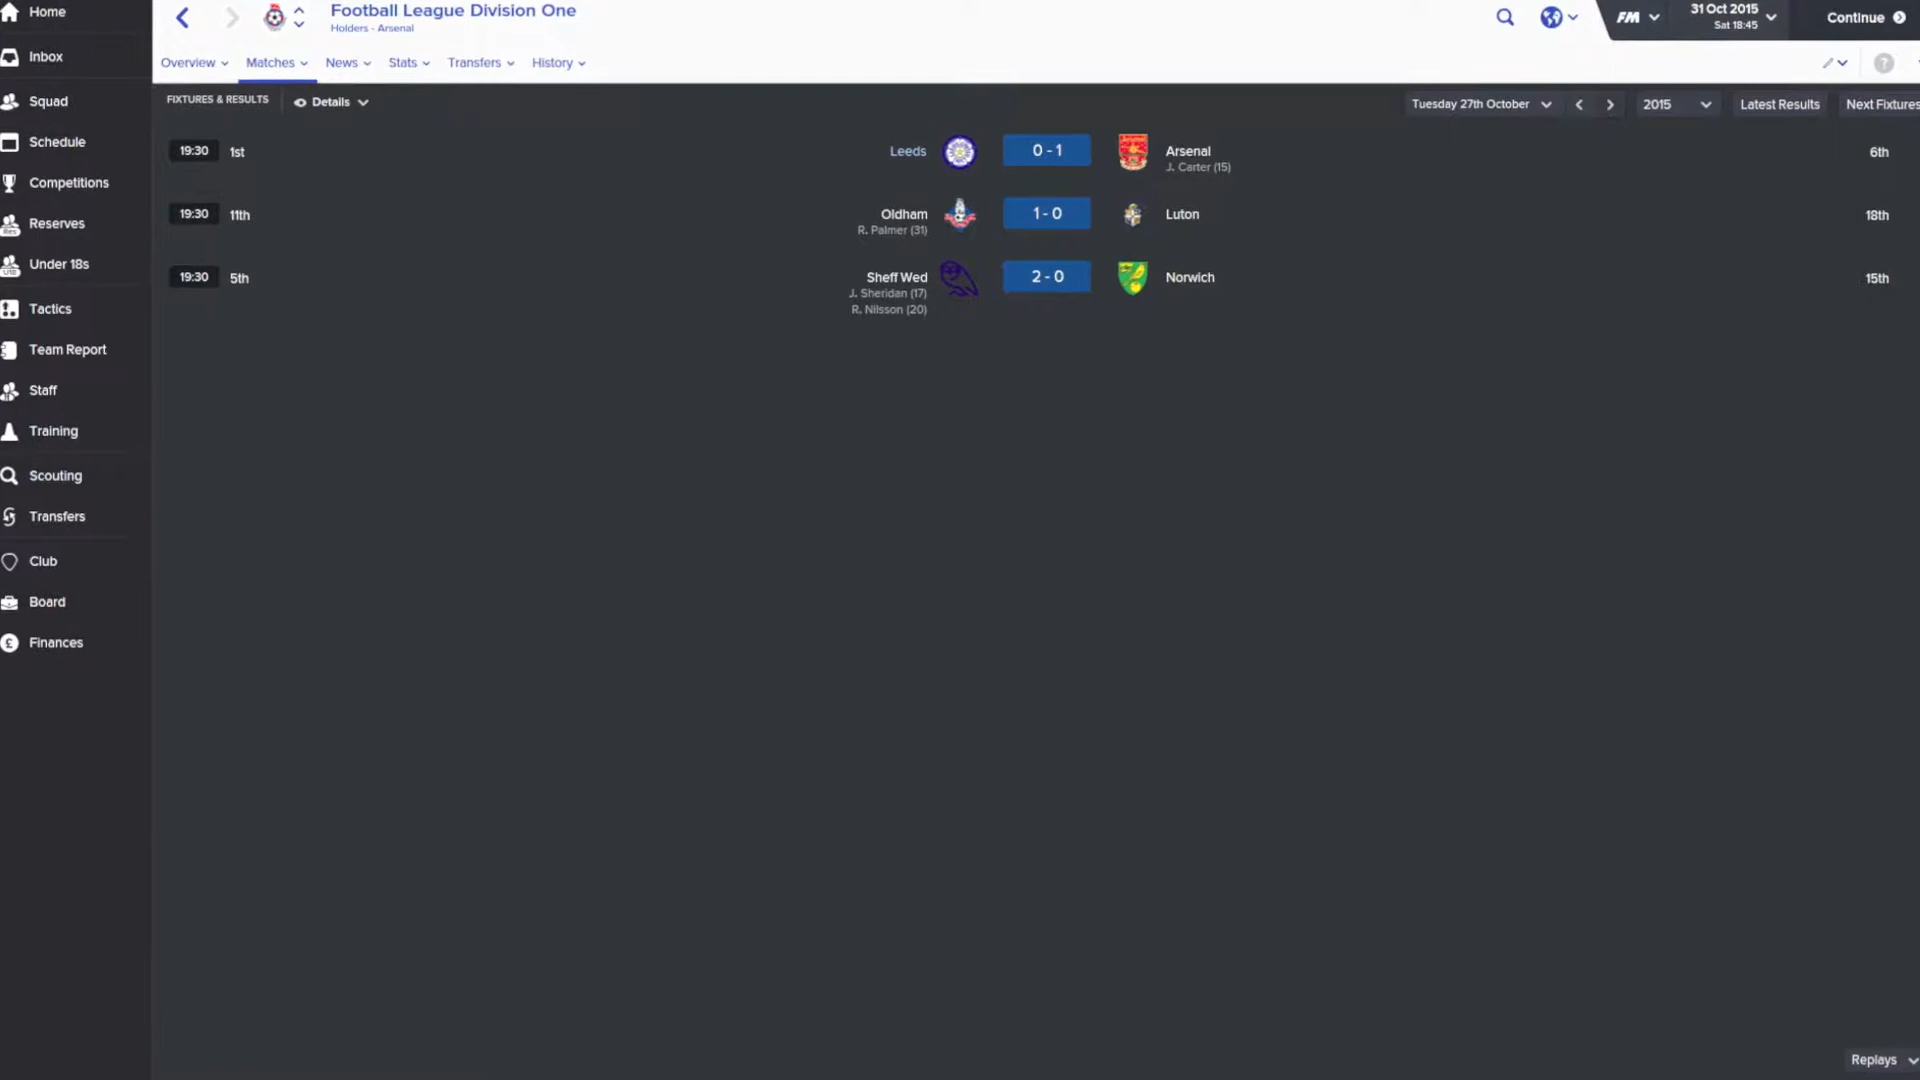 Home
Inbox
Squad
Schedule
Competitions
Reserves
Under 18s
Tactics
Team Report
Staff
Training
Scouting
Transfers
Club
Board
Finances
Football League Division One
Holders - Arsenal
FM
31 Oct 2015
Sat 18:45
Continue
Overview Matches News Stats Transfers History
FIXTURES & RESULTS Details
Tuesday 27th October 2015 Latest Results Next Fixtures
19:30 1st Leeds 0 - 1 Arsenal 6th
J. Carter (15)
19:30 11th Oldham 1 - 0 Luton 18th
R. Palmer (31)
19:30 5th Sheff Wed 2 - 0 Norwich 15th
J. Sheridan (17)
R. Nilsson (20)
Replays